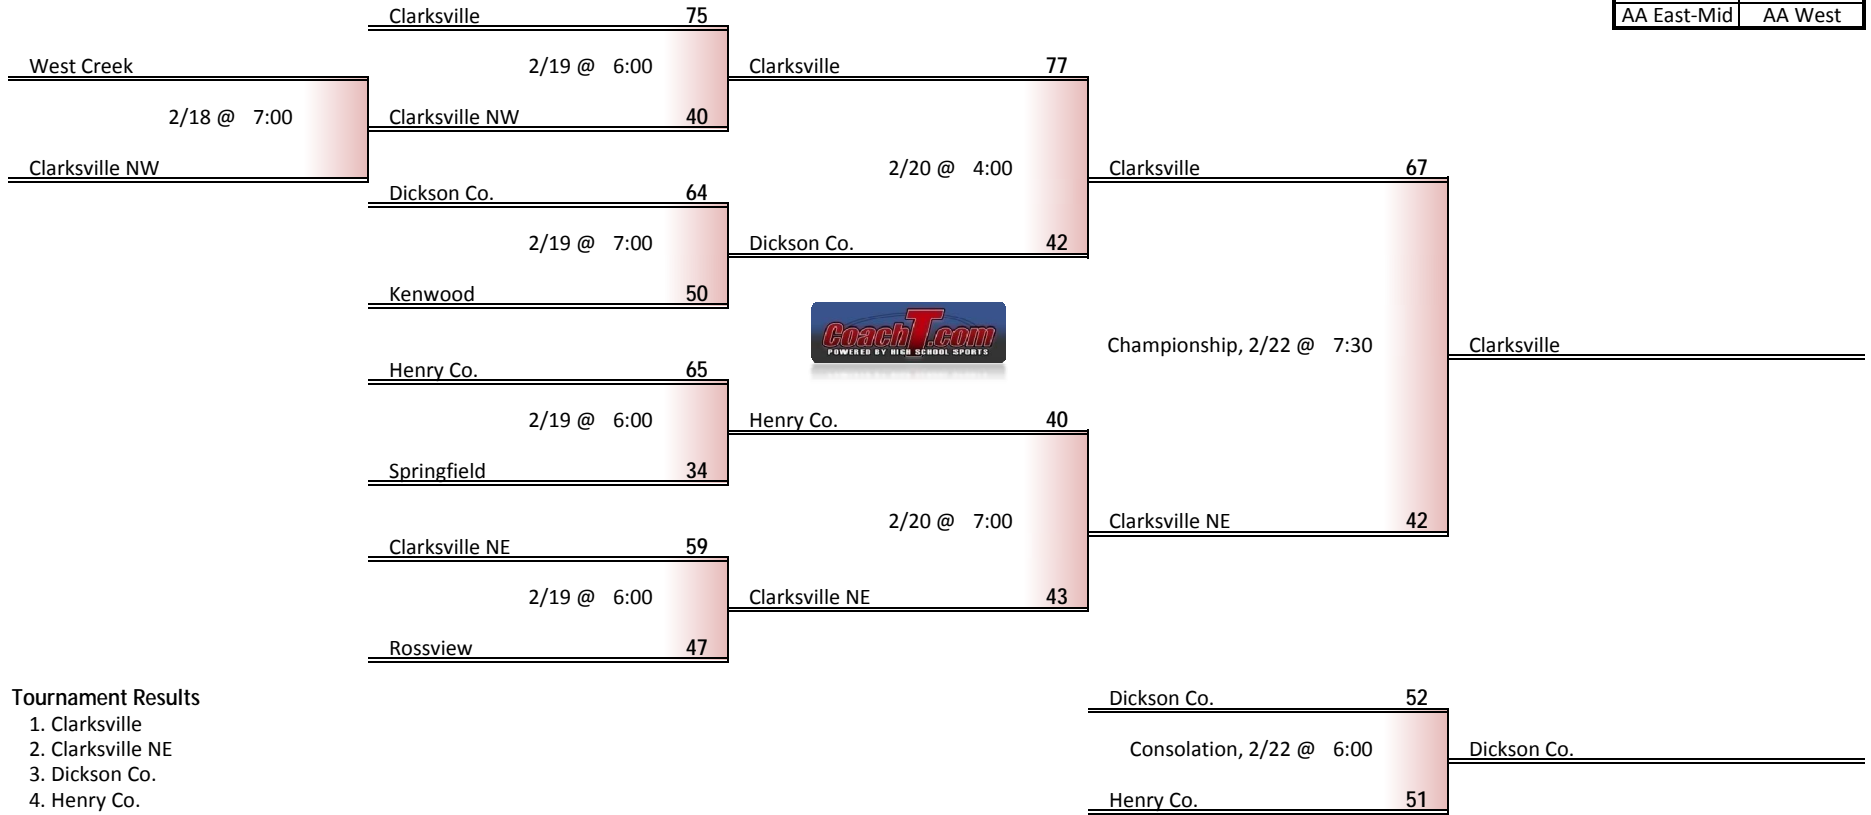 AA East-Mid AA West
Clarksville 75
2/19 @ 6:00
Clarksville NW 40
West Creek
2/18 @ 7:00
Clarksville NW
Dickson Co. 64
2/19 @ 7:00
Kenwood 50
Henry Co. 65
2/19 @ 6:00
Springfield 34
Clarksville NE 59
2/19 @ 6:00
Rossview 47
Clarksville 77
2/20 @ 4:00
Dickson Co. 42
CoachT.com
POWERED BY HIGH SCHOOL SPORTS
Henry Co. 40
2/20 @ 7:00
Clarksville NE 43
Clarksville 67
Championship, 2/22 @ 7:30
Clarksville NE 42
Clarksville
Tournament Results
1. Clarksville
2. Clarksville NE
3. Dickson Co.
4. Henry Co.
Dickson Co. 52
Consolation, 2/22 @ 6:00
Henry Co. 51
Dickson Co.